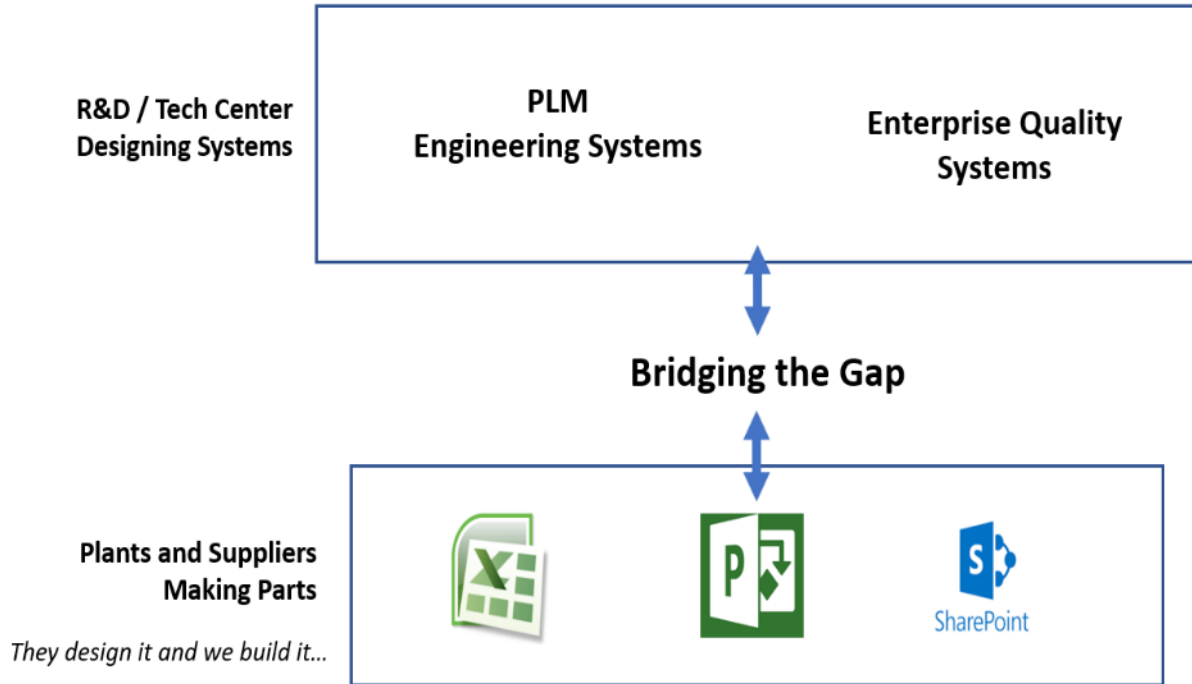 R&D / Tech Center
Designing Systems
PLM
Engineering Systems
Enterprise Quality
Systems
Bridging the Gap
Plants and Suppliers
Making Parts
They design it and we build it...
X
P
S
SharePoint